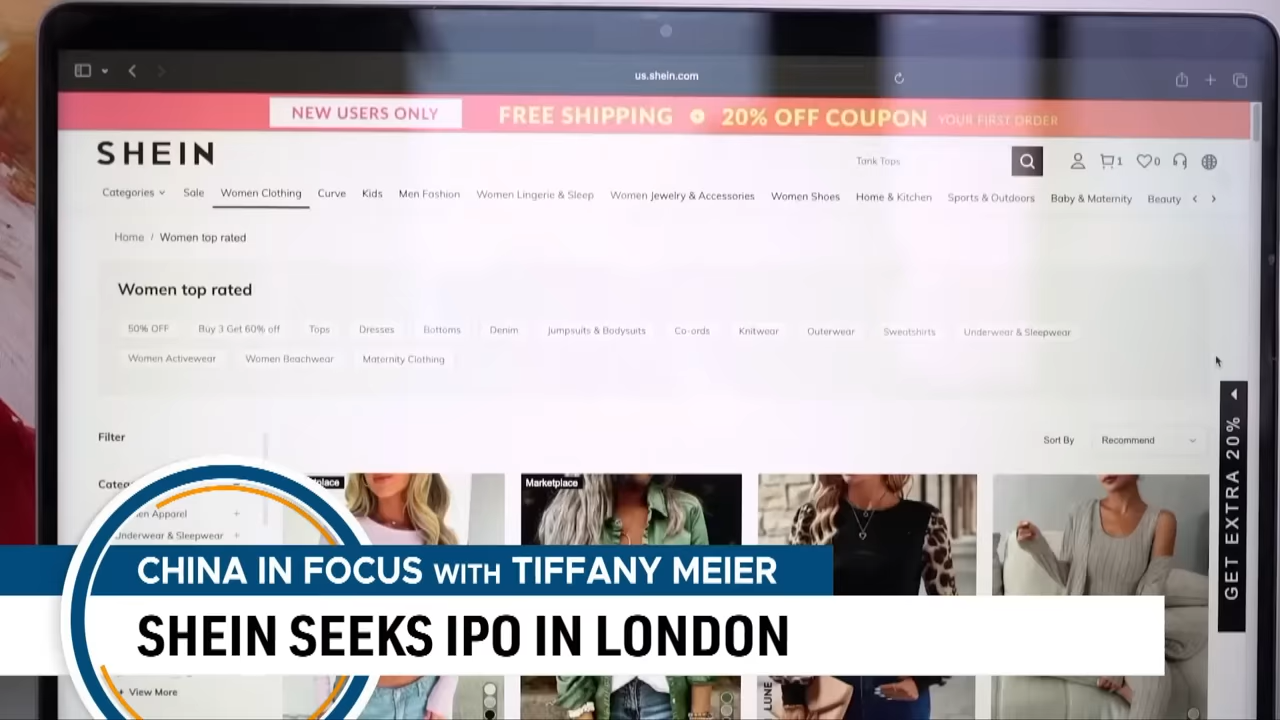 us.shein.com
NEW USERS ONLY FREE SHIPPING 20% OFF COUPON YOUR FIRST ORDER
SHEIN
Tank Tops
1
0
Categories Sale Women Clothing Curve Kids Men Fashion Women Lingerie & Sleep Women Jewelry & Accessories Women Shoes Home & Kitchen Sports & Outdoors Baby & Maternity Beauty
Home / Women top rated
Women top rated
50% OFF Buy 3 Get 60% off Tops Dresses Bottoms Denim Jumpsuits & Bodysuits Co-ords Knitwear Outerwear Sweatshirts Underwear & Sleepwear
Women Activewear Women Beachwear Maternity Clothing
GET EXTRA 20%
Filter
Sort By Recommend
Marketplace
Apparel
Underwear & Sleepwear
CHINA IN FOCUS WITH TIFFANY MEIER
SHEIN SEEKS IPO IN LONDON
+ View More